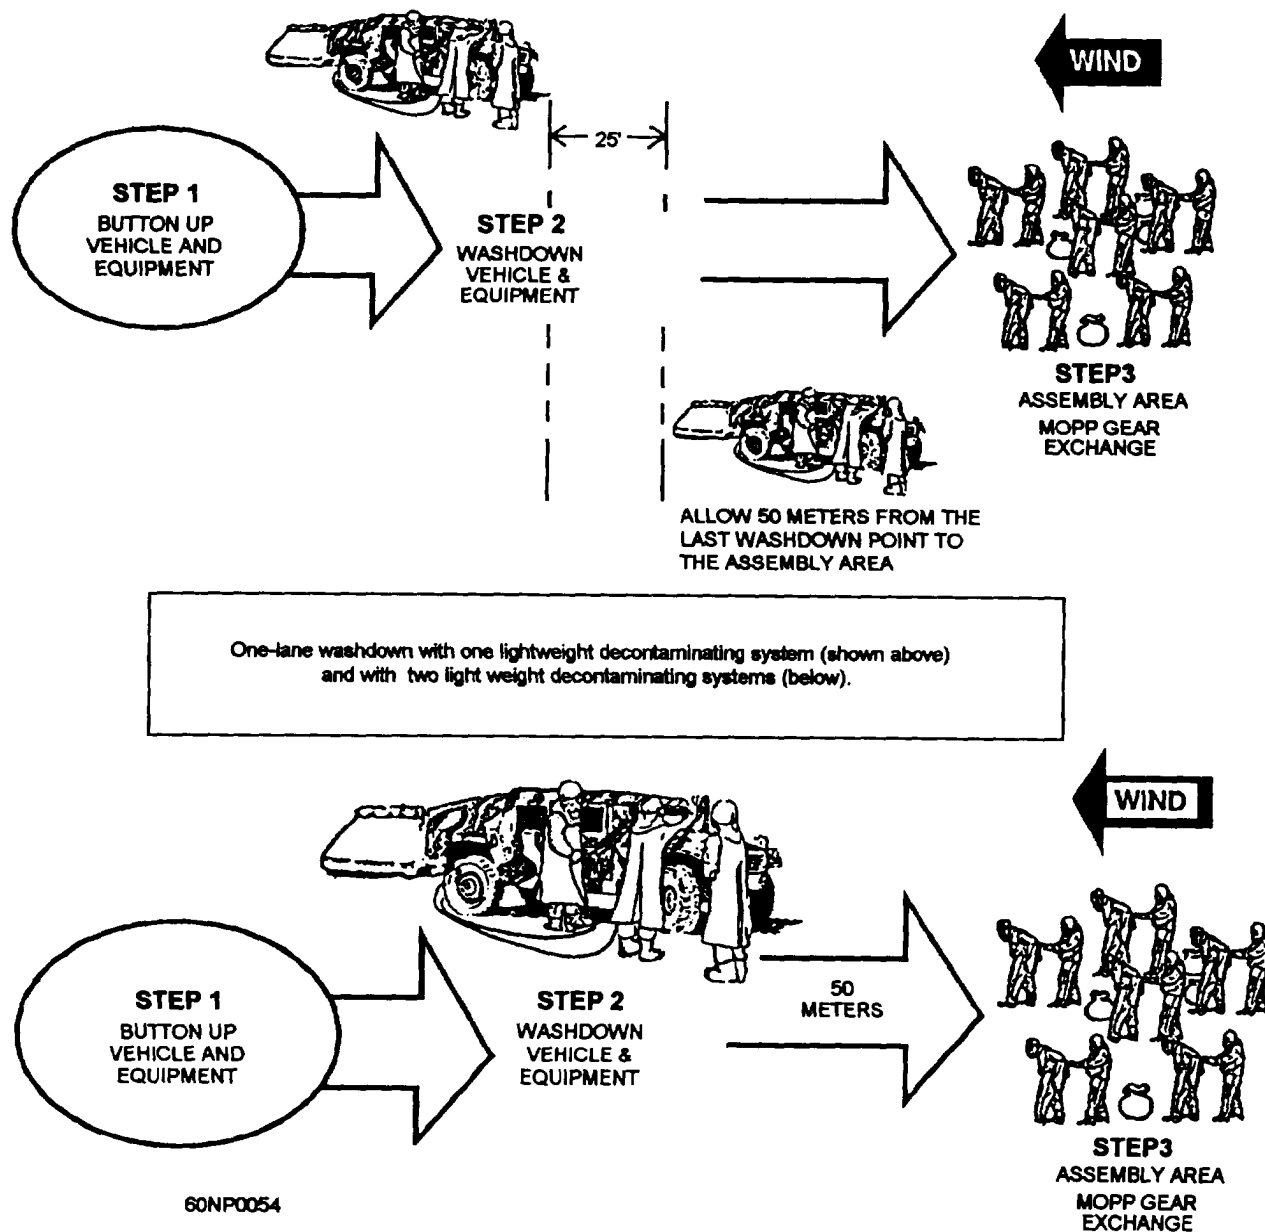 WIND
25'
STEP 1
BUTTON UP
VEHICLE AND
EQUIPMENT
STEP 2
WASHDOWN
VEHICLE &
EQUIPMENT
STEP3
ASSEMBLY AREA
MOPP GEAR
EXCHANGE
ALLOW 50 METERS FROM THE
LAST WASHDOWN POINT TO
THE ASSEMBLY AREA
One-lane washdown with one lightweight decontaminating system (shown above)
and with two light weight decontaminating systems (below).
WIND
STEP 1
BUTTON UP
VEHICLE AND
EQUIPMENT
STEP 2
WASHDOWN
VEHICLE &
EQUIPMENT
50
METERS
STEP3
ASSEMBLY AREA
MOPP GEAR
EXCHANGE
60NP0054